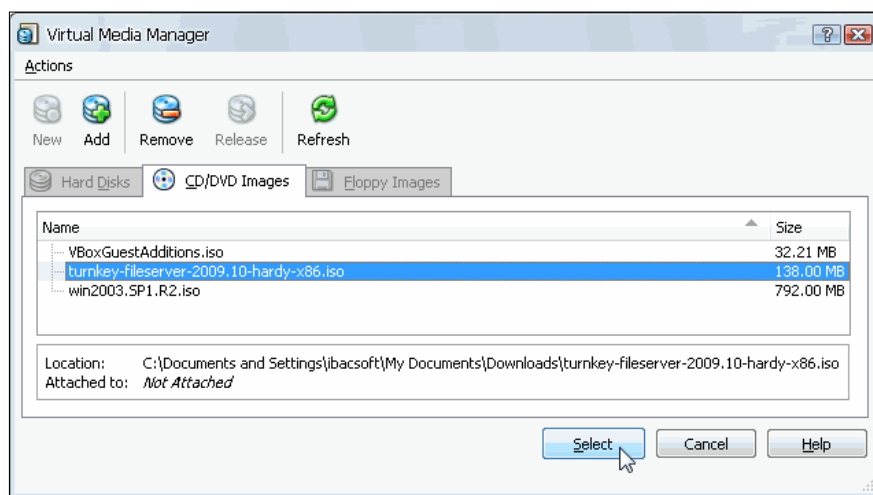 Virtual Media Manager
Actions
New Add Remove Release Refresh
Hard Disks CD/DVD Images Floppy Images
Name Size
VBoxGuestAdditions.iso 32.21 MB
turnkey-fileserver-2009.10-hardy-x86.iso 138.00 MB
win2003.SP1.R2.iso 792.00 MB
Location: C:\Documents and Settings\ibacsoft\My Documents\Downloads\turnkey-fileserver-2009.10-hardy-x86.iso
Attached to: Not Attached
Select Cancel Help